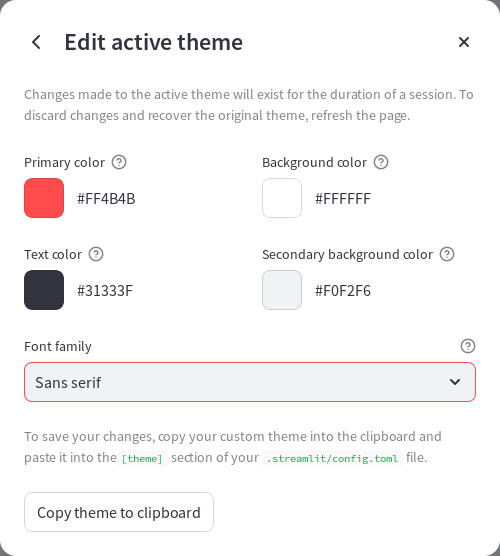 Edit active theme
Changes made to the active theme will exist for the duration of a session. To
discard changes and recover the original theme, refresh the page.
Primary color
Background color
#FF4B4B
#FFFFFF
Text color
Secondary background color
#31333F
#F0F2F6
Font family
Sans serif
To save your changes, copy your custom theme into the clipboard and
paste it into the [theme] section of your .streamlit/config.toml file.
Copy theme to clipboard